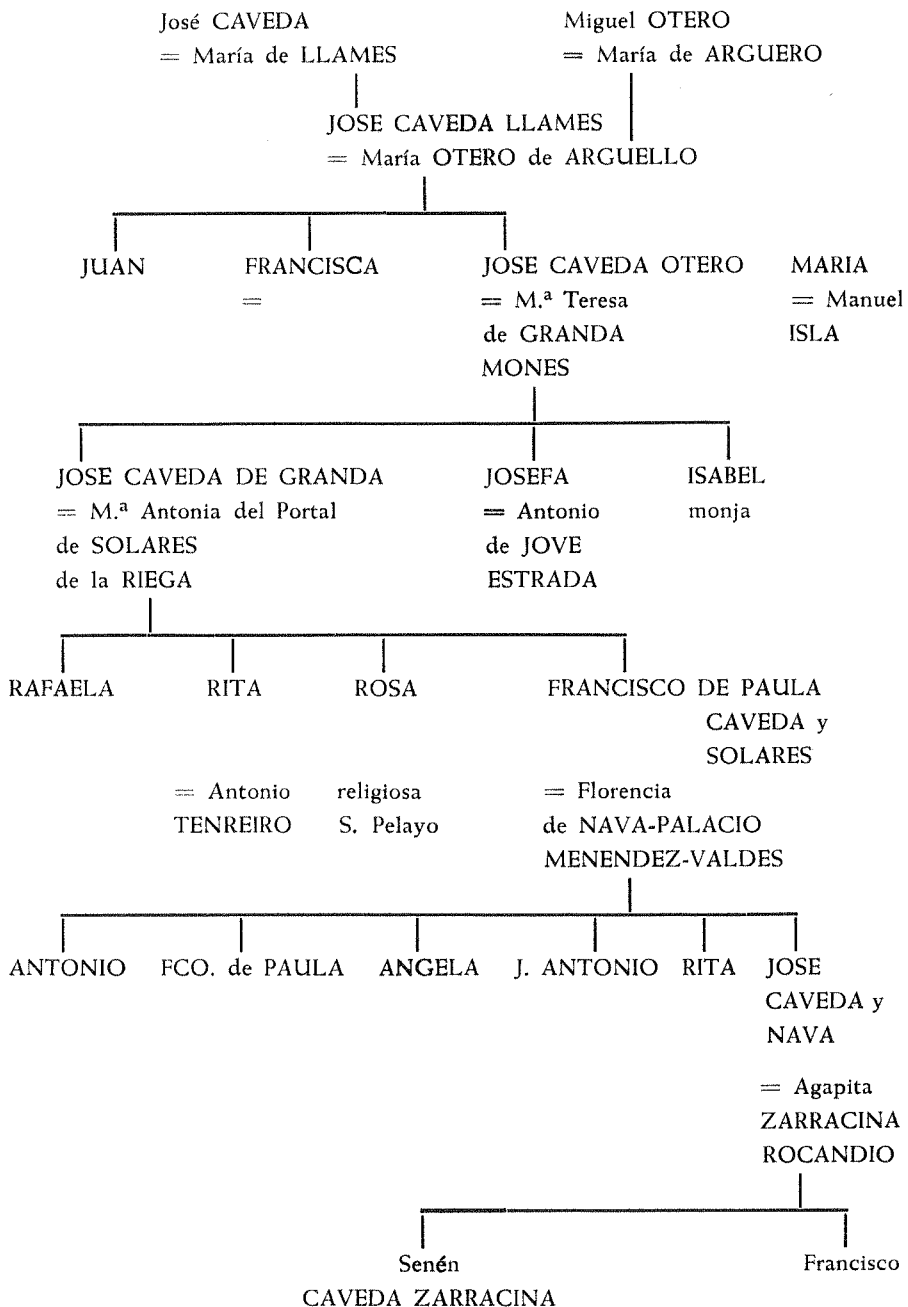 José CAVEDA Miguel OTERO
= María de LLAMES = María de ARGUERO
JOSE CAVEDA LLAMES
= María OTERO de ARGUELLO
JUAN FRANCISCA JOSE CAVEDA OTERO MARIA
= = M.ª Teresa = Manuel
de GRANDA ISLA
MONES
JOSE CAVEDA DE GRANDA JOSEFA ISABEL
= M.ª Antonia del Portal = Antonio monja
de SOLARES de JOVE
de la RIEGA ESTRADA
RAFAELA RITA ROSA FRANCISCO DE PAULA
CAVEDA y
SOLARES
= Antonio religiosa = Florencia
TENREIRO S. Pelayo de NAVA-PALACIO
MENENDEZ-VALDES
ANTONIO FCO. de PAULA ANGELA J. ANTONIO RITA JOSE
CAVEDA y
NAVA
= Agapita
ZARRACINA
ROCANDIO
Senén Francisco
CAVEDA ZARRACINA